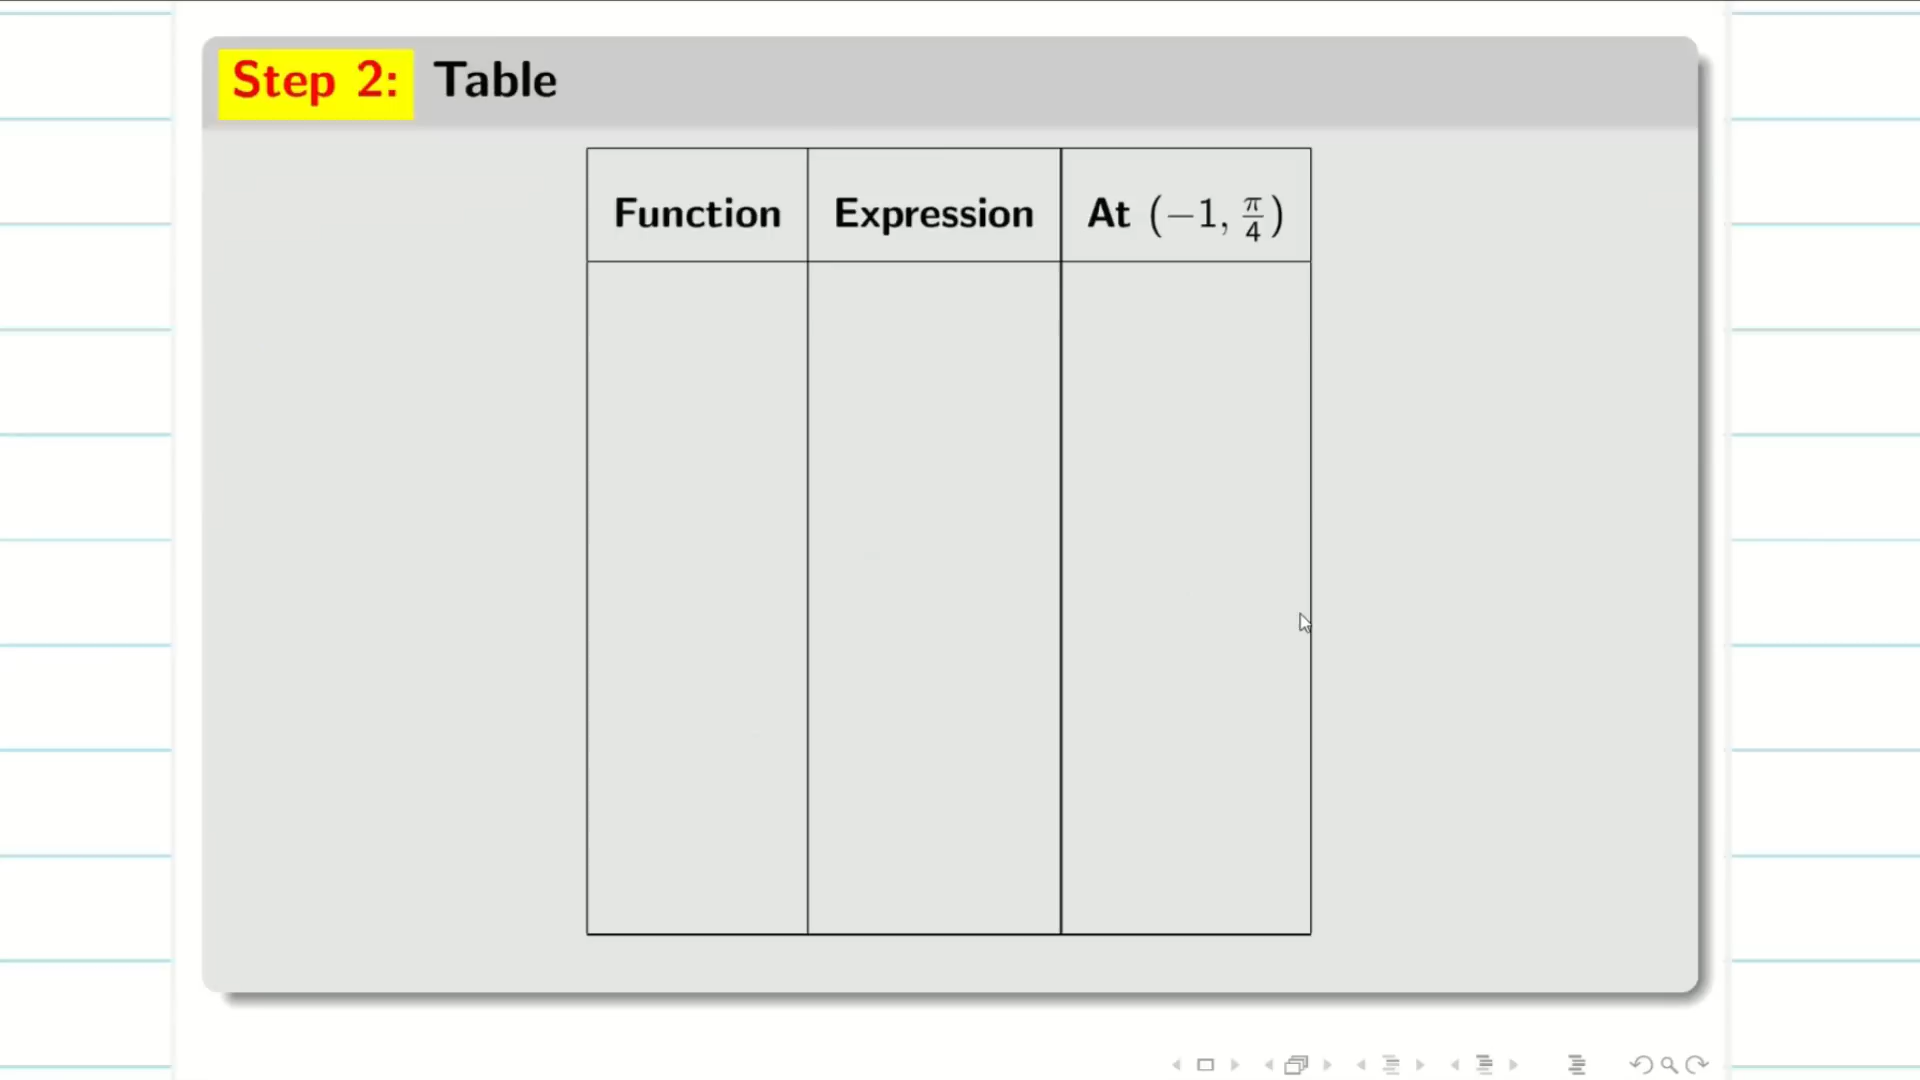 Step 2: Table
Function Expression At (−1, π/4)